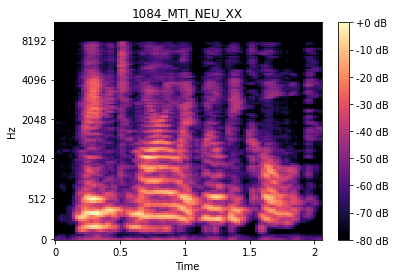 1084_MTI_NEU_XX
+0 dB
8192
-10 dB
4096
-20 dB
-30 dB
2048
Hz
-40 dB
1024
-50 dB
512
-60 dB
-70 dB
0
-80 dB
0
0.5
1
1.5
2
Time